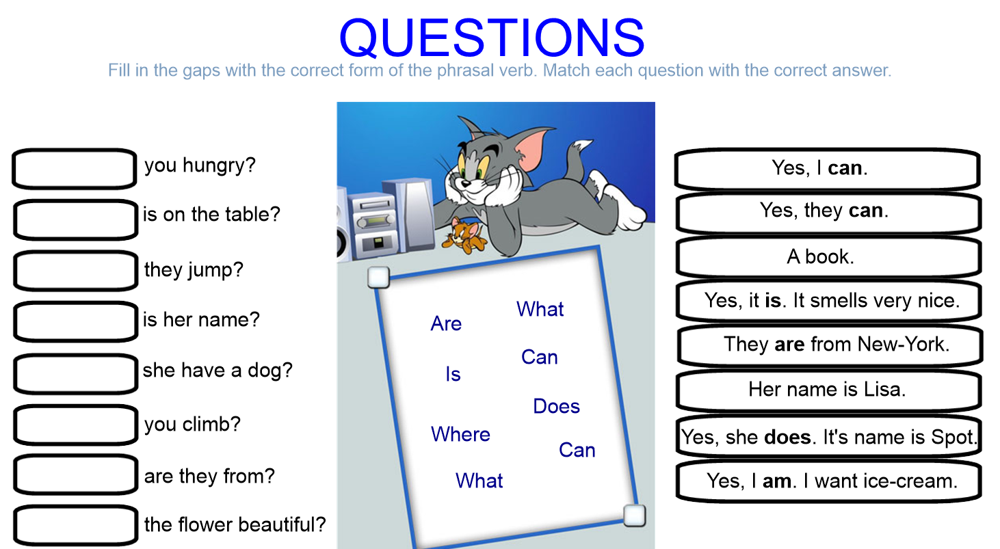 QUESTIONS
Fill in the gaps with the correct form of the phrasal verb. Match each question with the correct answer.
you hungry?
is on the table?
they jump?
is her name?
she have a dog?
you climb?
are they from?
the flower beautiful?
What
Are
Can
Is
Does
Where
Can
What
Yes, I can.
Yes, they can.
A book.
Yes, it is. It smells very nice.
They are from New-York.
Her name is Lisa.
Yes, she does. It's name is Spot.
Yes, I am. I want ice-cream.